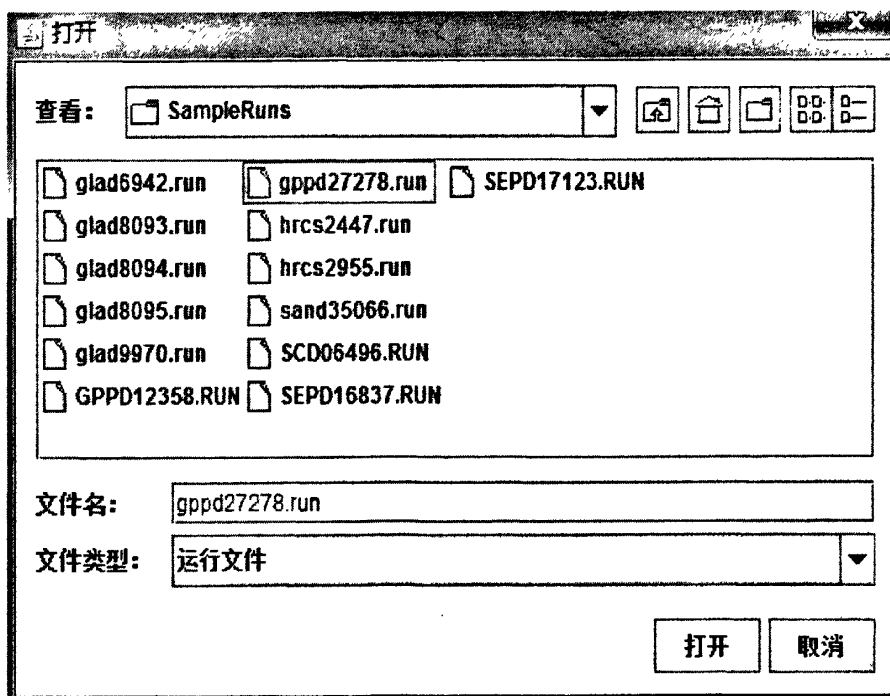 打开
查看： SampleRuns
glad6942.run gppd27278.run SEPD17123.RUN
glad8093.run hrcs2447.run
glad8094.run hrcs2955.run
glad8095.run sand35066.run
glad9970.run SCD06496.RUN
GPPD12358.RUN SEPD16837.RUN
文件名： gppd27278.run
文件类型： 运行文件
打开 取消